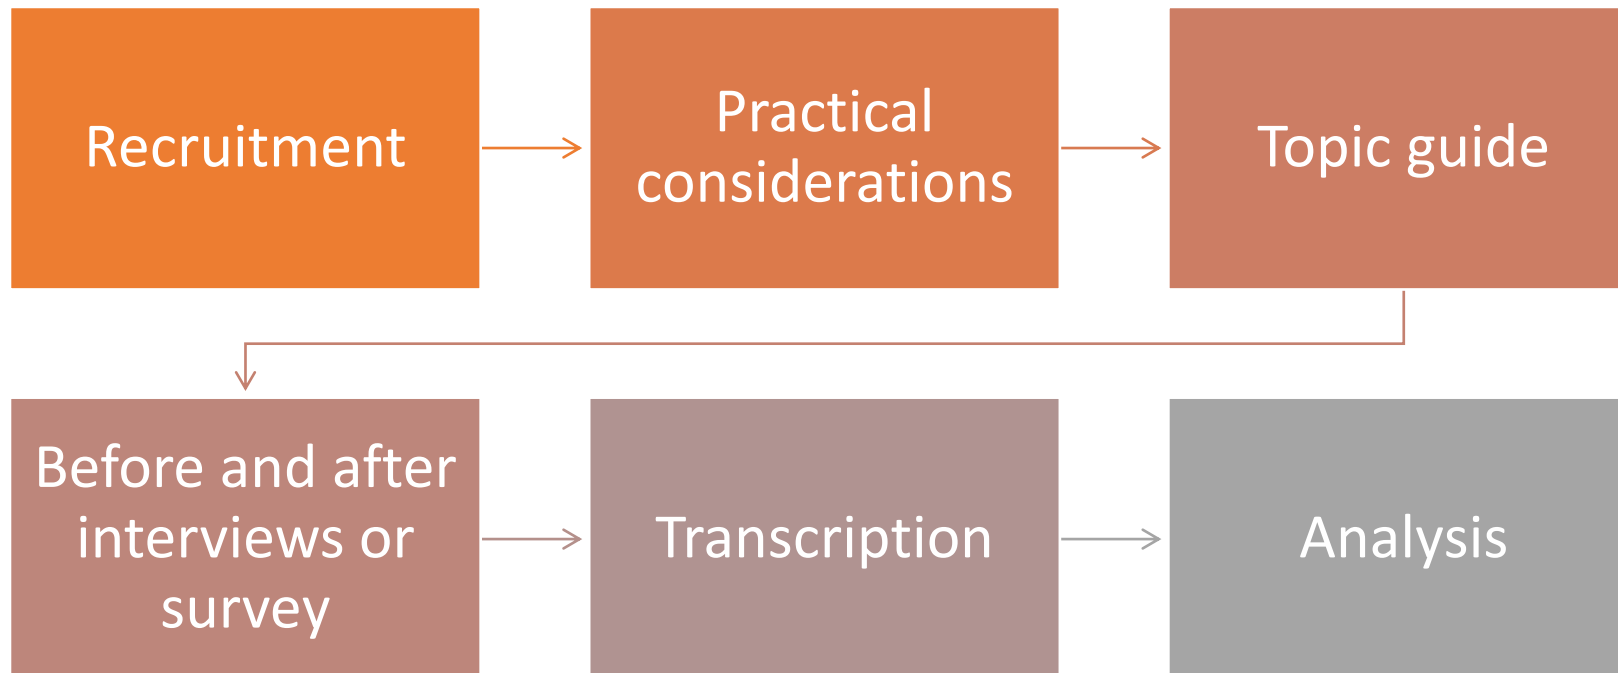 Recruitment
Practical
considerations
Topic guide
Before and after
interviews or
survey
Transcription
Analysis